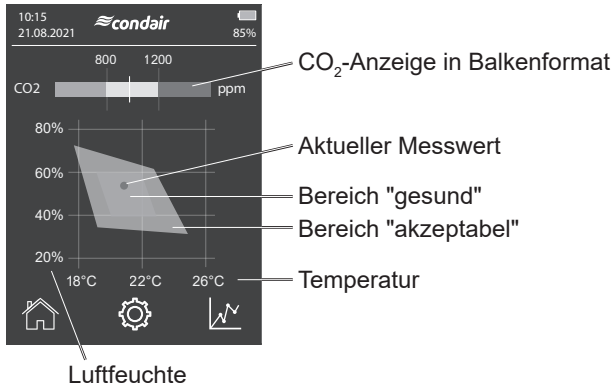 10:15
21.08.2021
condair
85%
800 1200
CO2 ppm
CO₂-Anzeige in Balkenformat
80%
Aktueller Messwert
60%
Bereich "gesund"
40%
Bereich "akzeptabel"
20%
18°C 22°C 26°C
Temperatur
Luftfeuchte